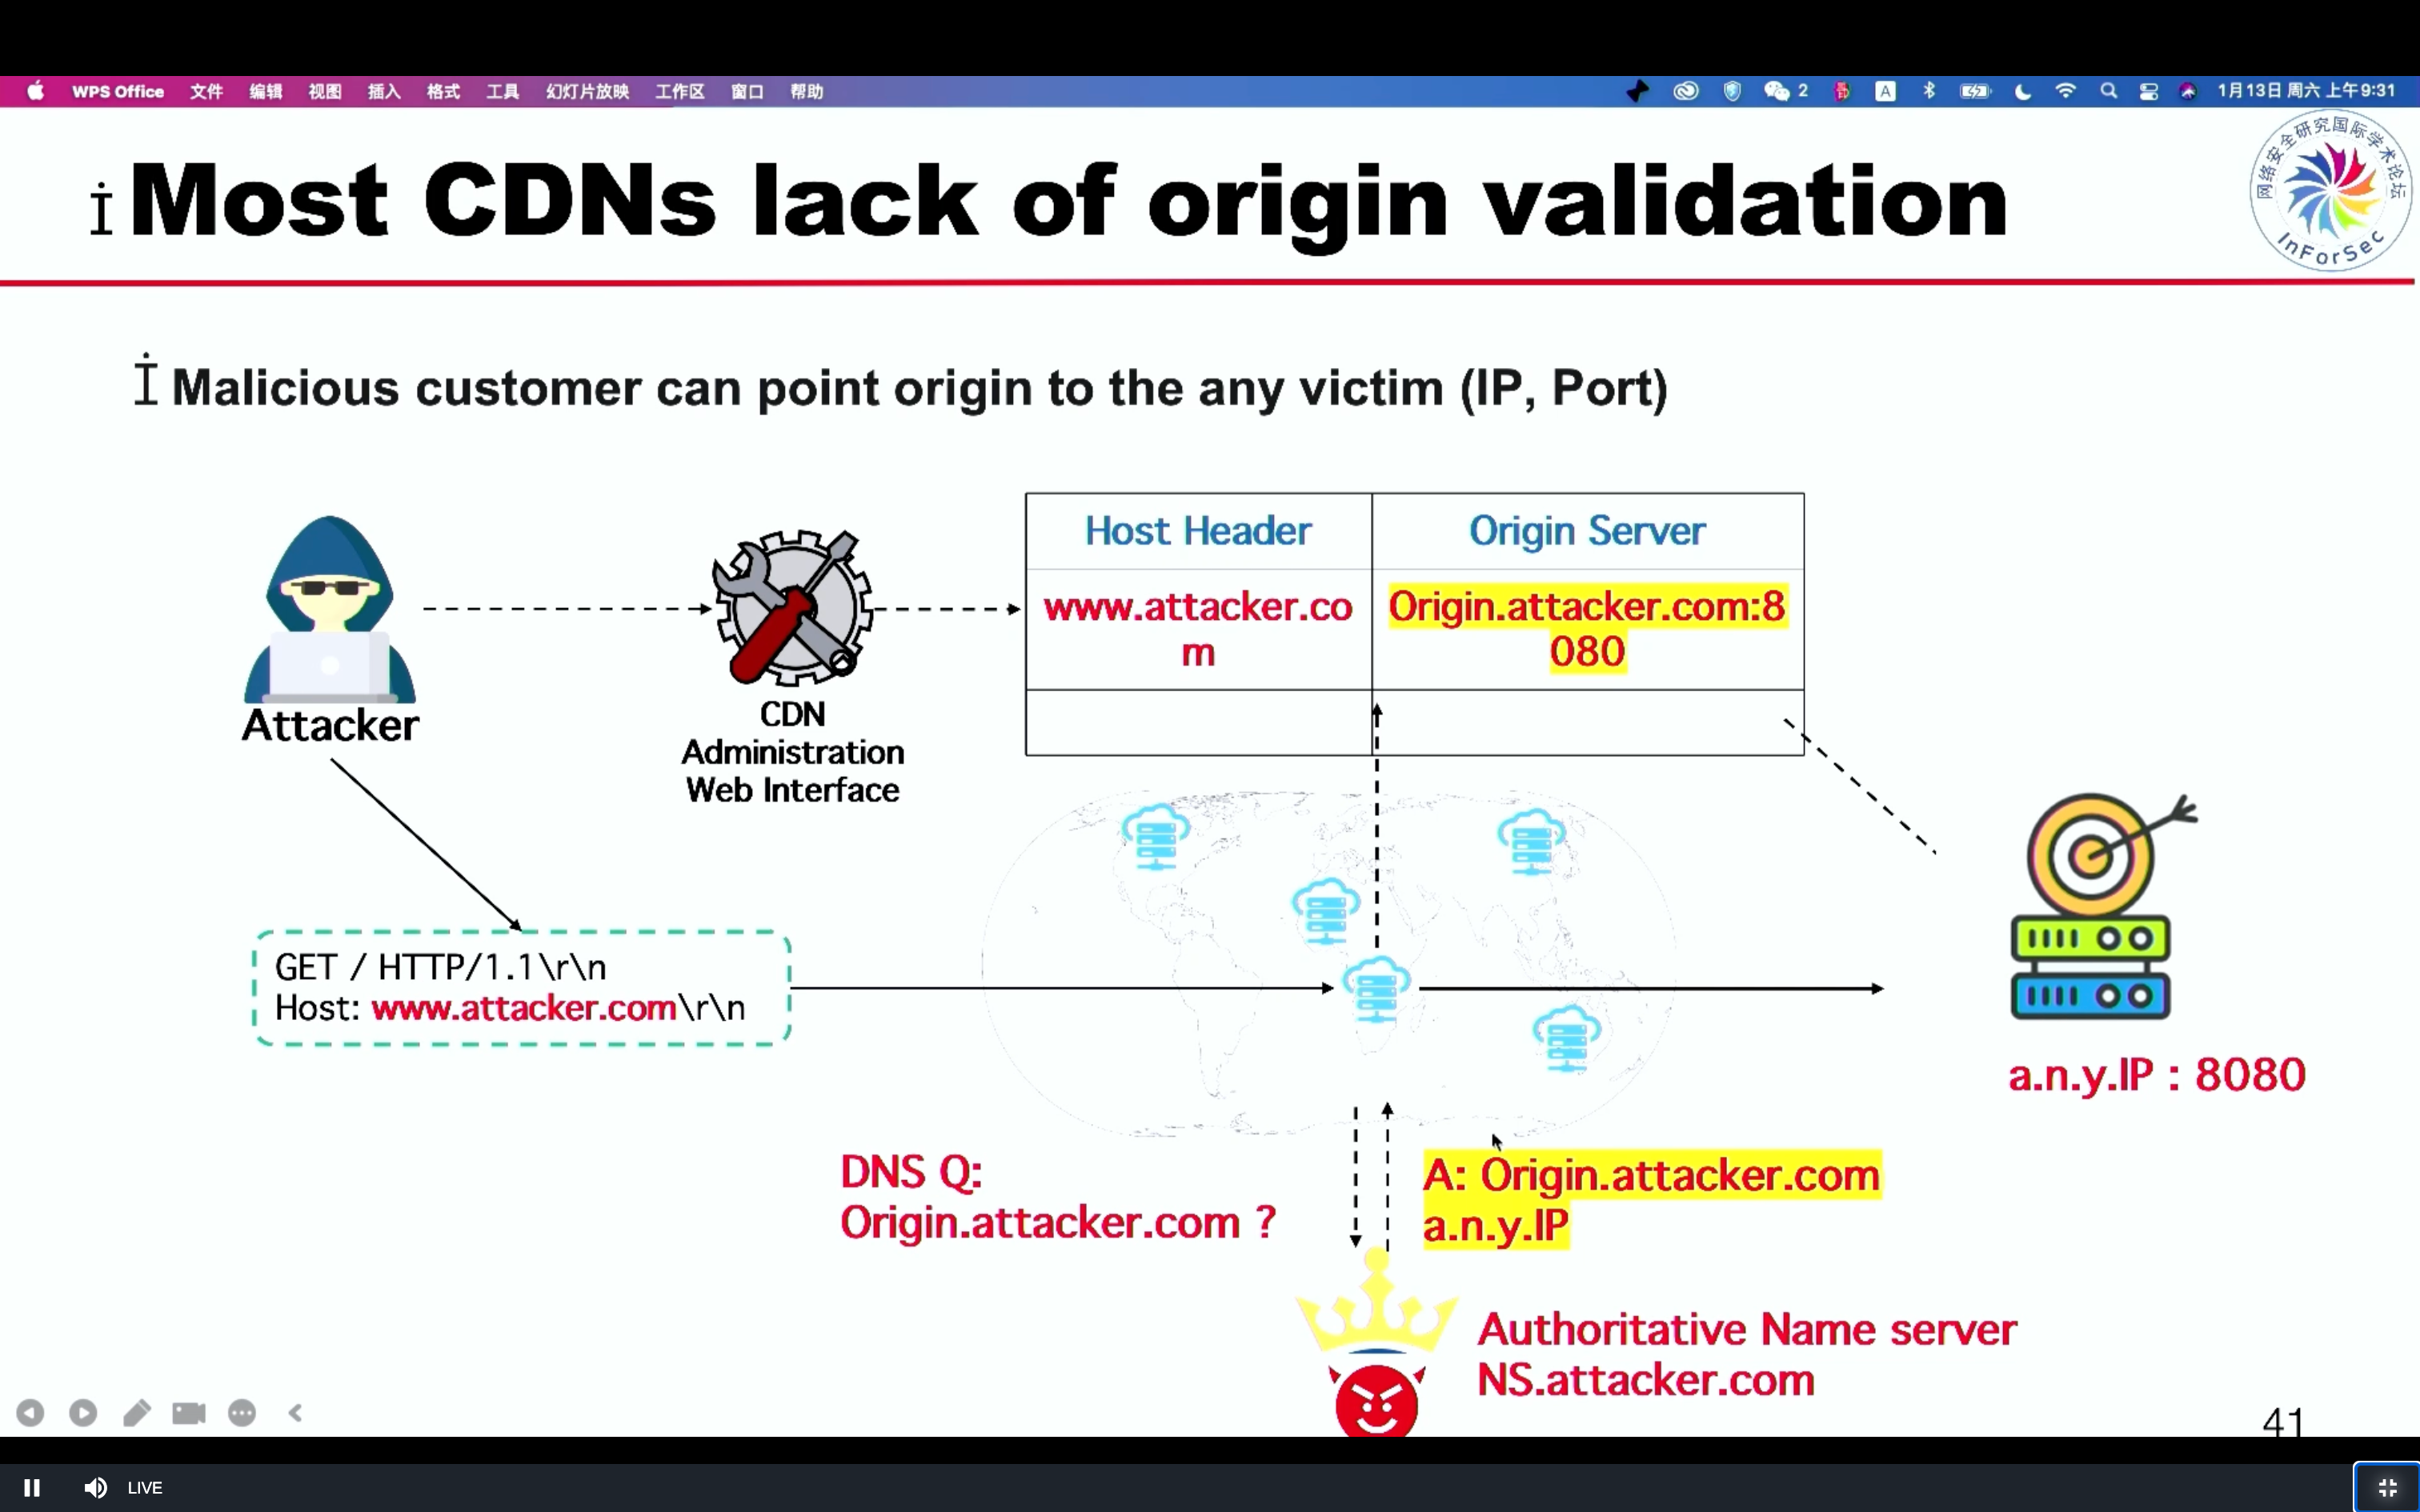 WPS Office 文件 编辑 视图 插入 格式 工具 幻灯片放映 工作区 窗口 帮助 2 A 1月13日 周六 上午9:31
Most CDNs lack of origin validation
网络安全研究国际学术论坛
InForSec
Malicious customer can point origin to the any victim (IP, Port)
Host Header Origin Server
www.attacker.co
m
Origin.attacker.com:8
080
Attacker
CDN
Administration
Web Interface
GET / HTTP/1.1\r\n
Host: www.attacker.com\r\n
a.n.y.IP : 8080
DNS Q:
Origin.attacker.com ?
A: Origin.attacker.com
a.n.y.IP
Authoritative Name server
NS.attacker.com
41
LIVE